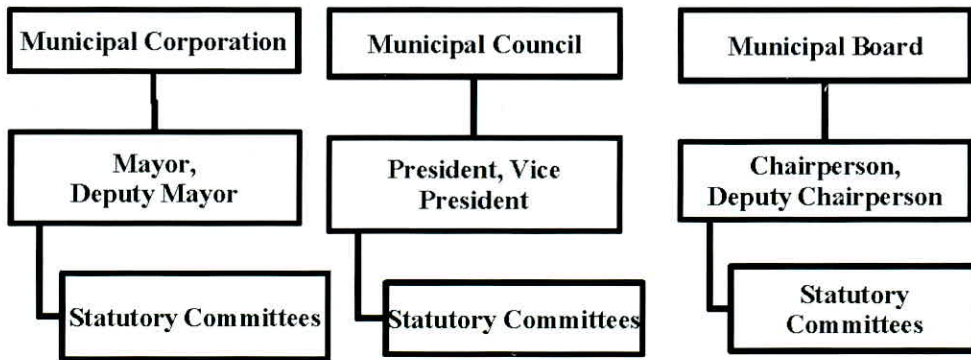 Municipal Corporation
Municipal Council
Municipal Board
Mayor,
Deputy Mayor
President, Vice
President
Chairperson,
Deputy Chairperson
Statutory Committees
Statutory Committees
Statutory
Committees